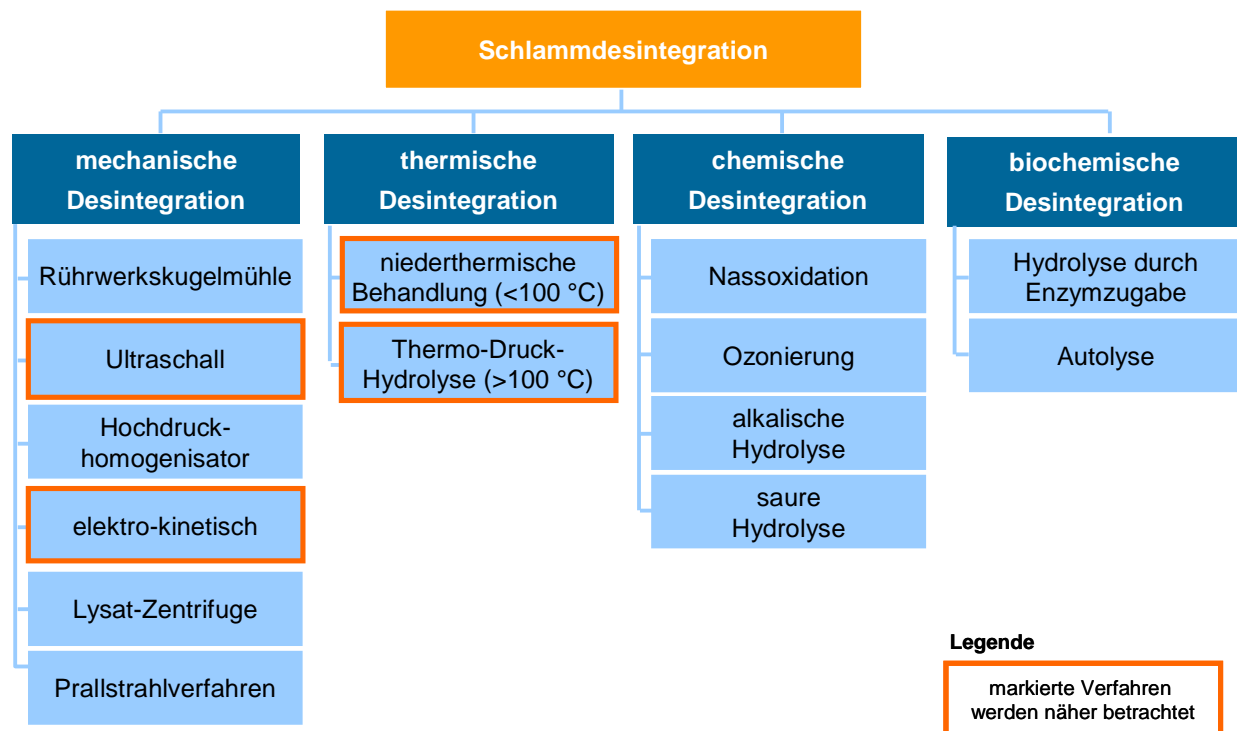 Schlammdesintegration
mechanische
Desintegration
Rührwerkskugelmühle
Ultraschall
Hochdruck-
homogenisator
elektro-kinetisch
Lysat-Zentrifuge
Prallstrahlverfahren
thermische
Desintegration
niederthermische
Behandlung (<100 °C)
Thermo-Druck-
Hydrolyse (>100 °C)
chemische
Desintegration
Nassoxidation
Ozonierung
alkalische
Hydrolyse
saure
Hydrolyse
biochemische
Desintegration
Hydrolyse durch
Enzymzugabe
Autolyse
Legende
markierte Verfahren
werden näher betrachtet